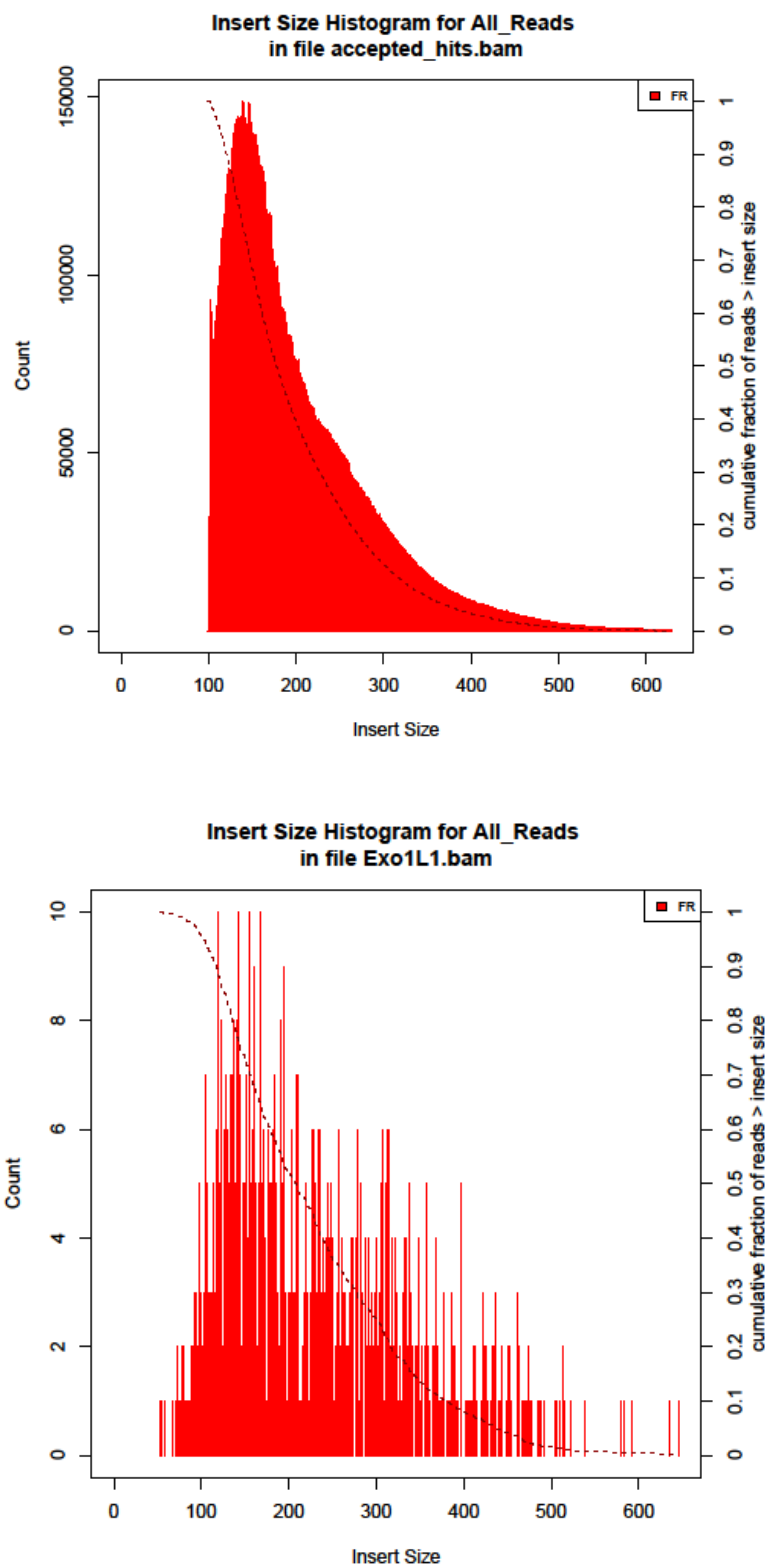 Insert Size Histogram for All_Reads
in file accepted_hits.bam
FR
Count
150000
100000
50000
0
1
0.9
0.8
0.7
0.6
0.5
0.4
0.3
0.2
0.1
0
cumulative fraction of reads > insert size
0 100 200 300 400 500 600
Insert Size
Insert Size Histogram for All_Reads
in file Exo1L1.bam
FR
Count
10
8
6
4
2
0
1
0.9
0.8
0.7
0.6
0.5
0.4
0.3
0.2
0.1
0
cumulative fraction of reads > insert size
0 100 200 300 400 500 600
Insert Size